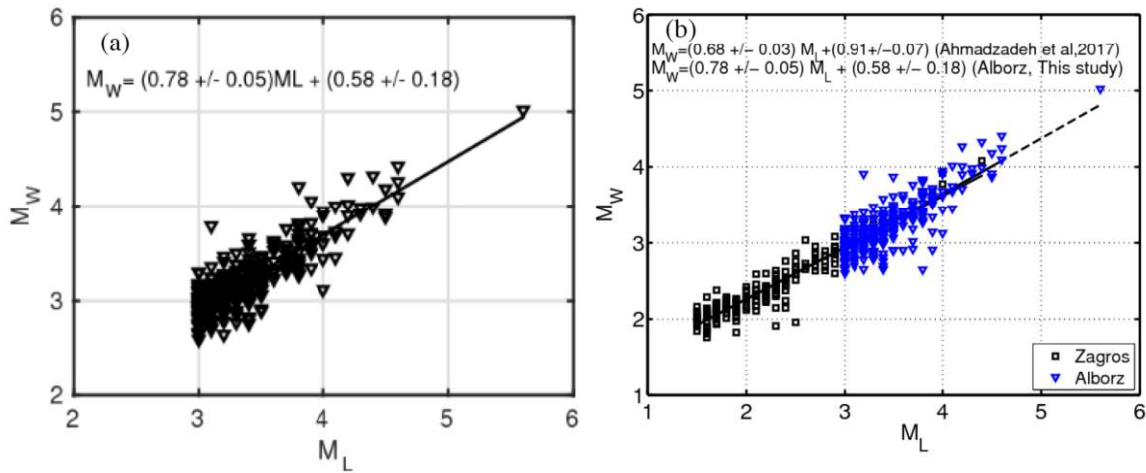 (a)
M_W= (0.78 +/- 0.05)ML + (0.58 +/- 0.18)
6
5
4
3
2
M_W
2 3 4 5 6
M_L
(b)
M_W=(0.68 +/- 0.03) M_L+(0.91+/-0.07) (Ahmadzadeh et al,2017)
M_W=(0.78 +/- 0.05) M_L + (0.58 +/- 0.18) (Alborz, This study)
6
5
4
3
2
1
M_W
Zagros
Alborz
1 2 3 4 5 6
M_L